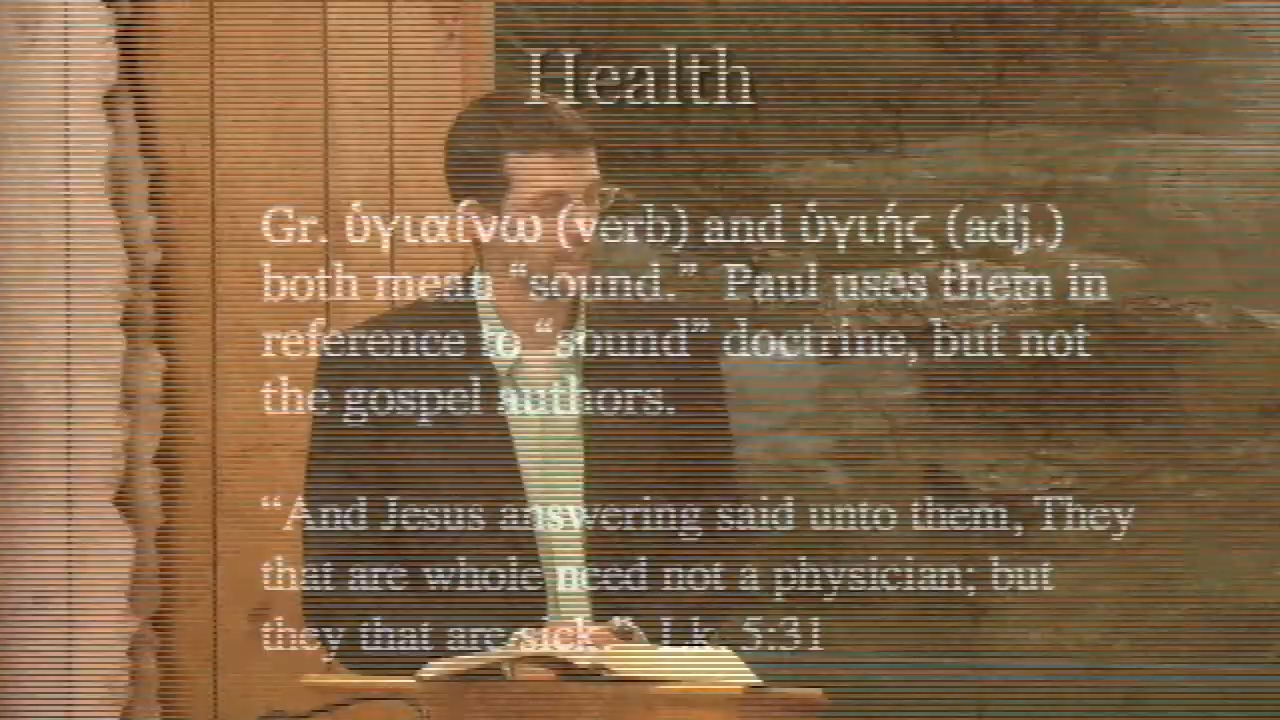 Health
Gr. ὑγιαίνω (verb) and ὑγιής (adj.)
both mean “sound.” Paul uses them in
reference to “sound” doctrine, but not
the gospel authors.
“And Jesus answering said unto them, They
that are whole need not a physician; but
they that are sick.” Lk. 5:31